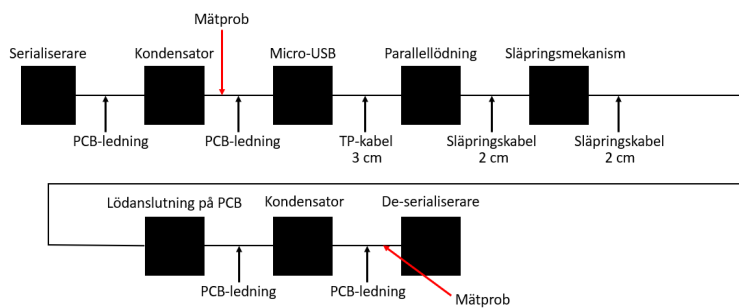 Mätprob
Serialiserare
Kondensator
Micro-USB
Parallellödning
Släpringsmekanism
PCB-ledning
PCB-ledning
TP-kabel
3 cm
Släpringskabel
2 cm
Släpringskabel
2 cm
Lödanslutning på PCB
Kondensator
De-serialiserare
PCB-ledning
PCB-ledning
Mätprob